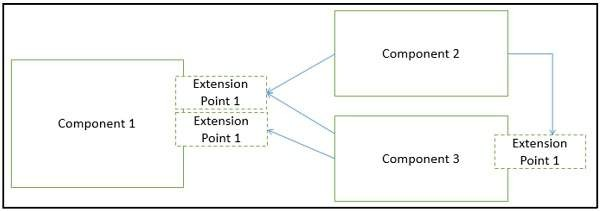 Component 1
Extension
Point 1
Extension
Point 1
Component 2
Component 3
Extension
Point 1